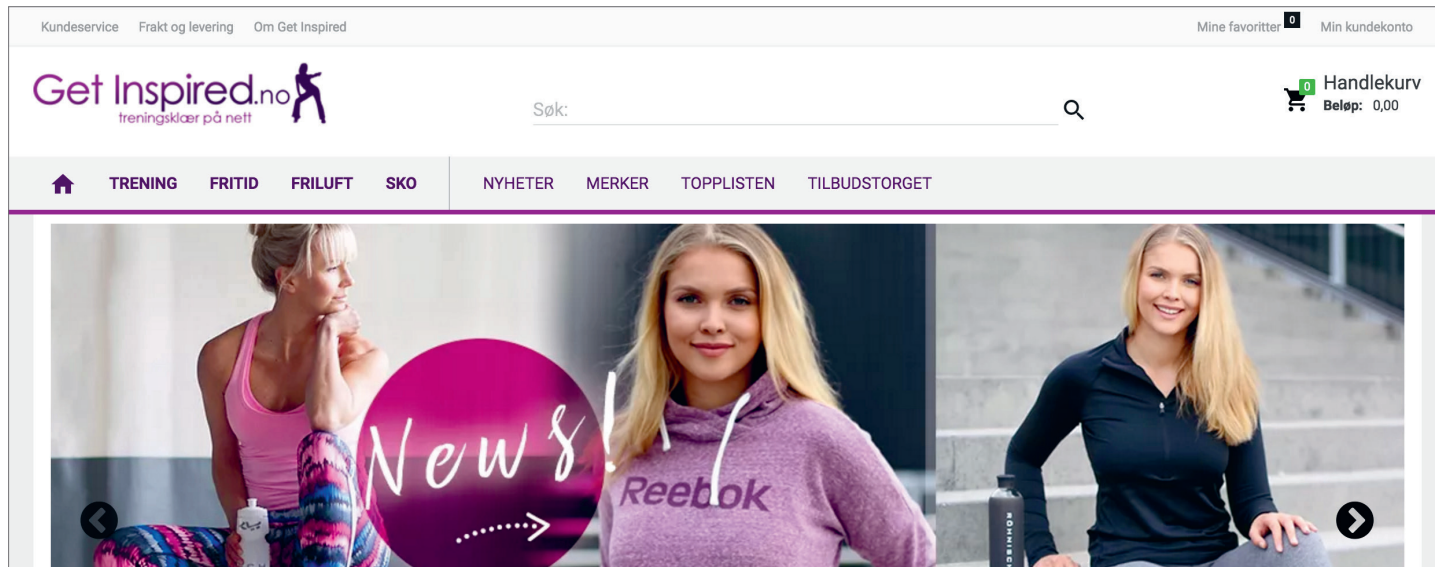 Kundeservice Frakt og levering Om Get Inspired Mine favoritter 0 Min kundekonto
Get Inspired.no
treningsklær på nett
Søk:
0 Handlekurv
Beløp: 0,00
TRENING FRITID FRILUFT SKO NYHETER MERKER TOPPLISTEN TILBUDSTORGET
News!
Reebok
RÖHNISCH